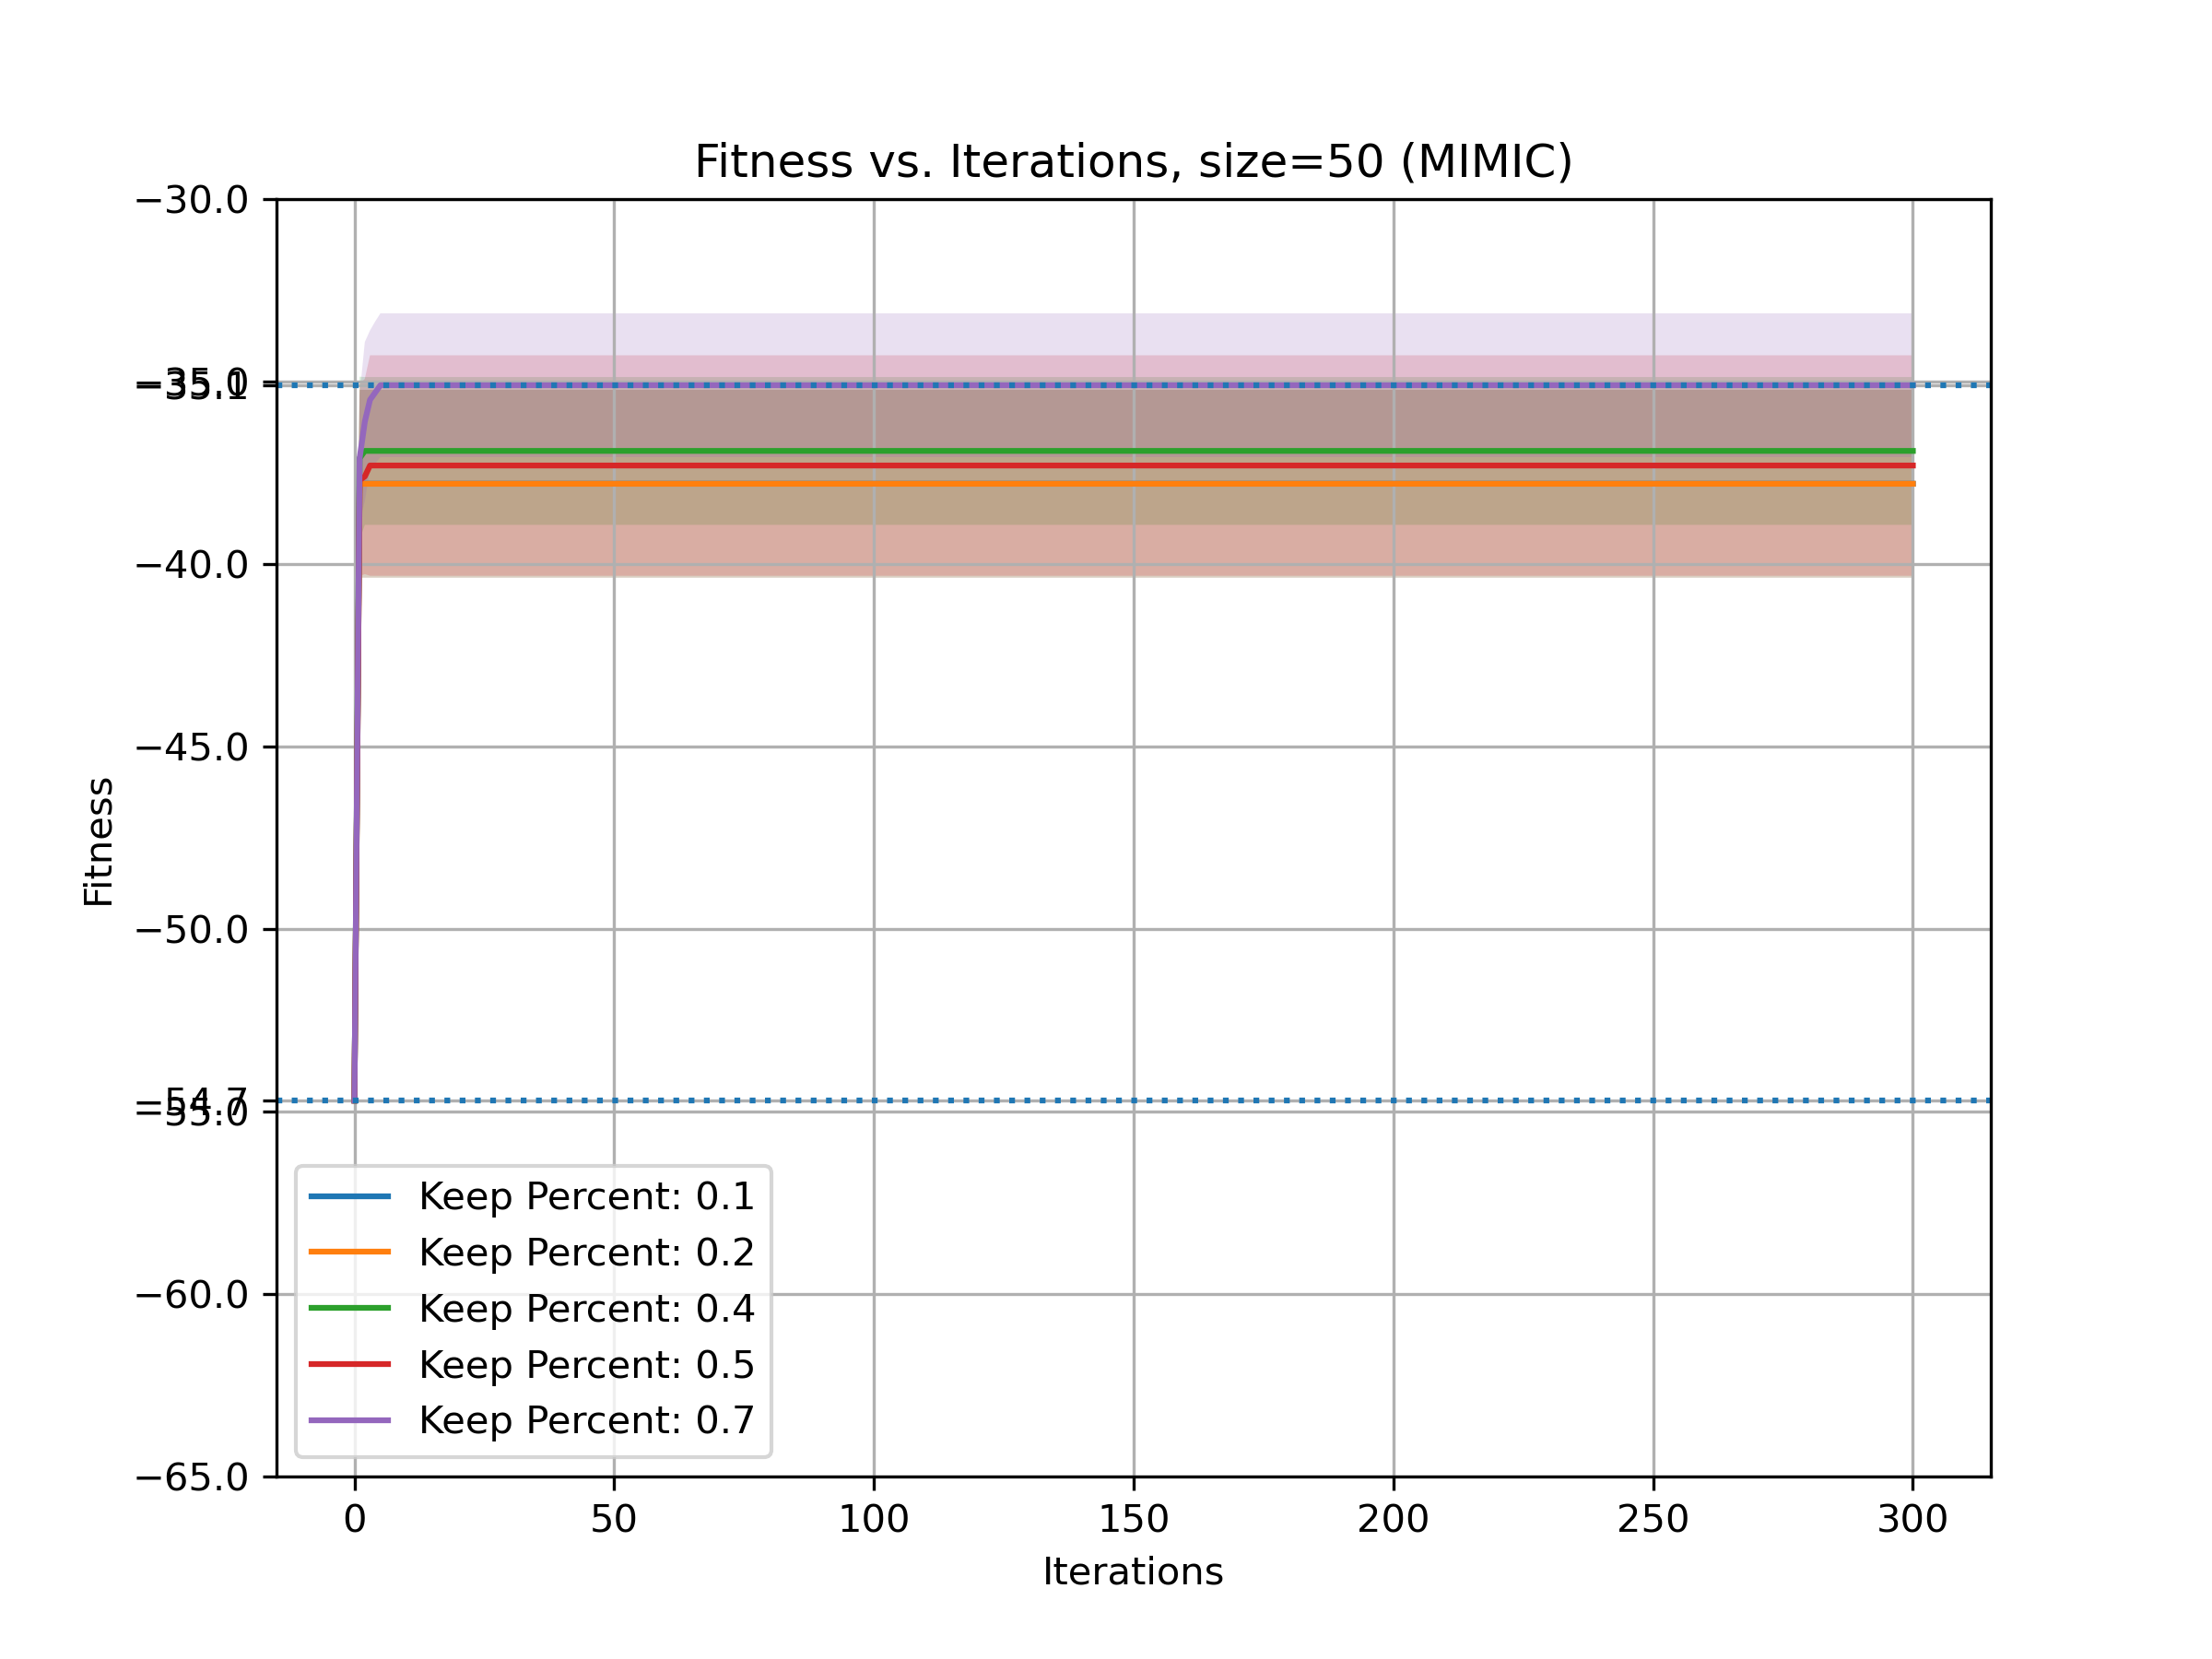 Fitness vs. Iterations, size=50 (MIMIC)
−30.0
−35.0
−35.1
−40.0
−45.0
−50.0
−54.7
−55.0
−60.0
−65.0
Fitness
Keep Percent: 0.1
Keep Percent: 0.2
Keep Percent: 0.4
Keep Percent: 0.5
Keep Percent: 0.7
0 50 100 150 200 250 300
Iterations